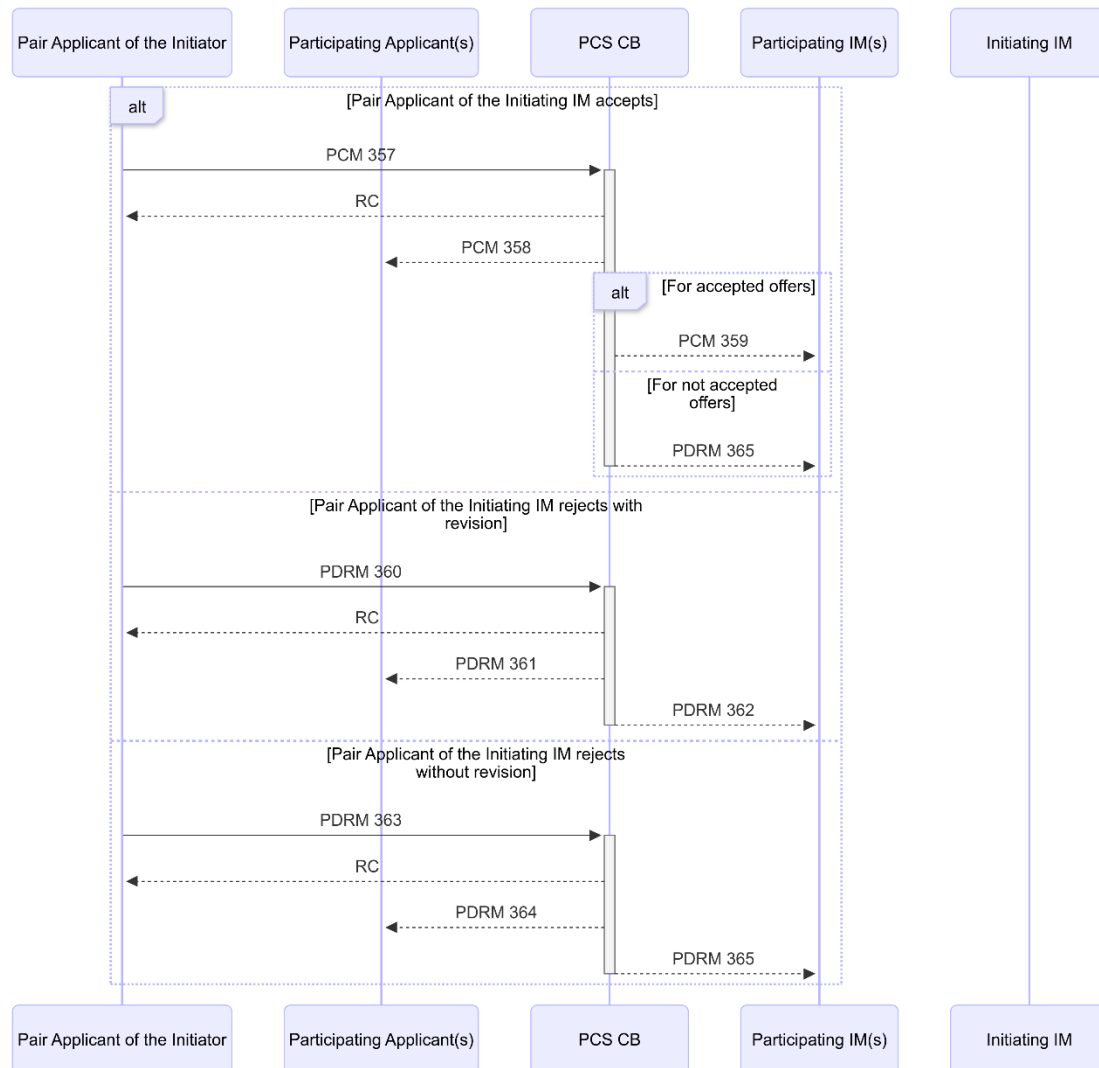 Pair Applicant of the Initiator
Participating Applicant(s)
PCS CB
Participating IM(s)
Initiating IM
alt
[Pair Applicant of the Initiating IM accepts]
PCM 357
RC
PCM 358
alt
[For accepted offers]
PCM 359
[For not accepted
offers]
PDRM 365
[Pair Applicant of the Initiating IM rejects with
revision]
PDRM 360
RC
PDRM 361
PDRM 362
[Pair Applicant of the Initiating IM rejects
without revision]
PDRM 363
RC
PDRM 364
PDRM 365
Pair Applicant of the Initiator
Participating Applicant(s)
PCS CB
Participating IM(s)
Initiating IM